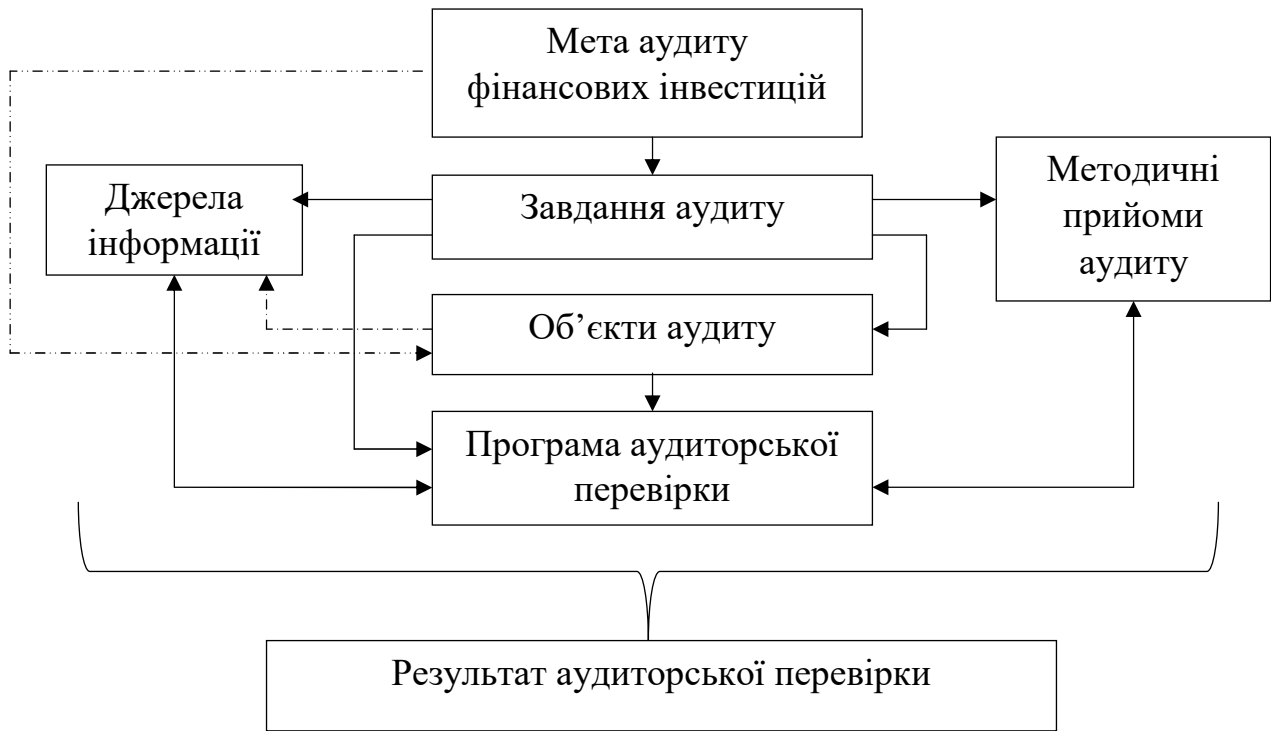 Мета аудиту
фінансових інвестицій
Джерела
інформації
Завдання аудиту
Методичні
прийоми
аудиту
Об’єкти аудиту
Програма аудиторської
перевірки
Результат аудиторської перевірки